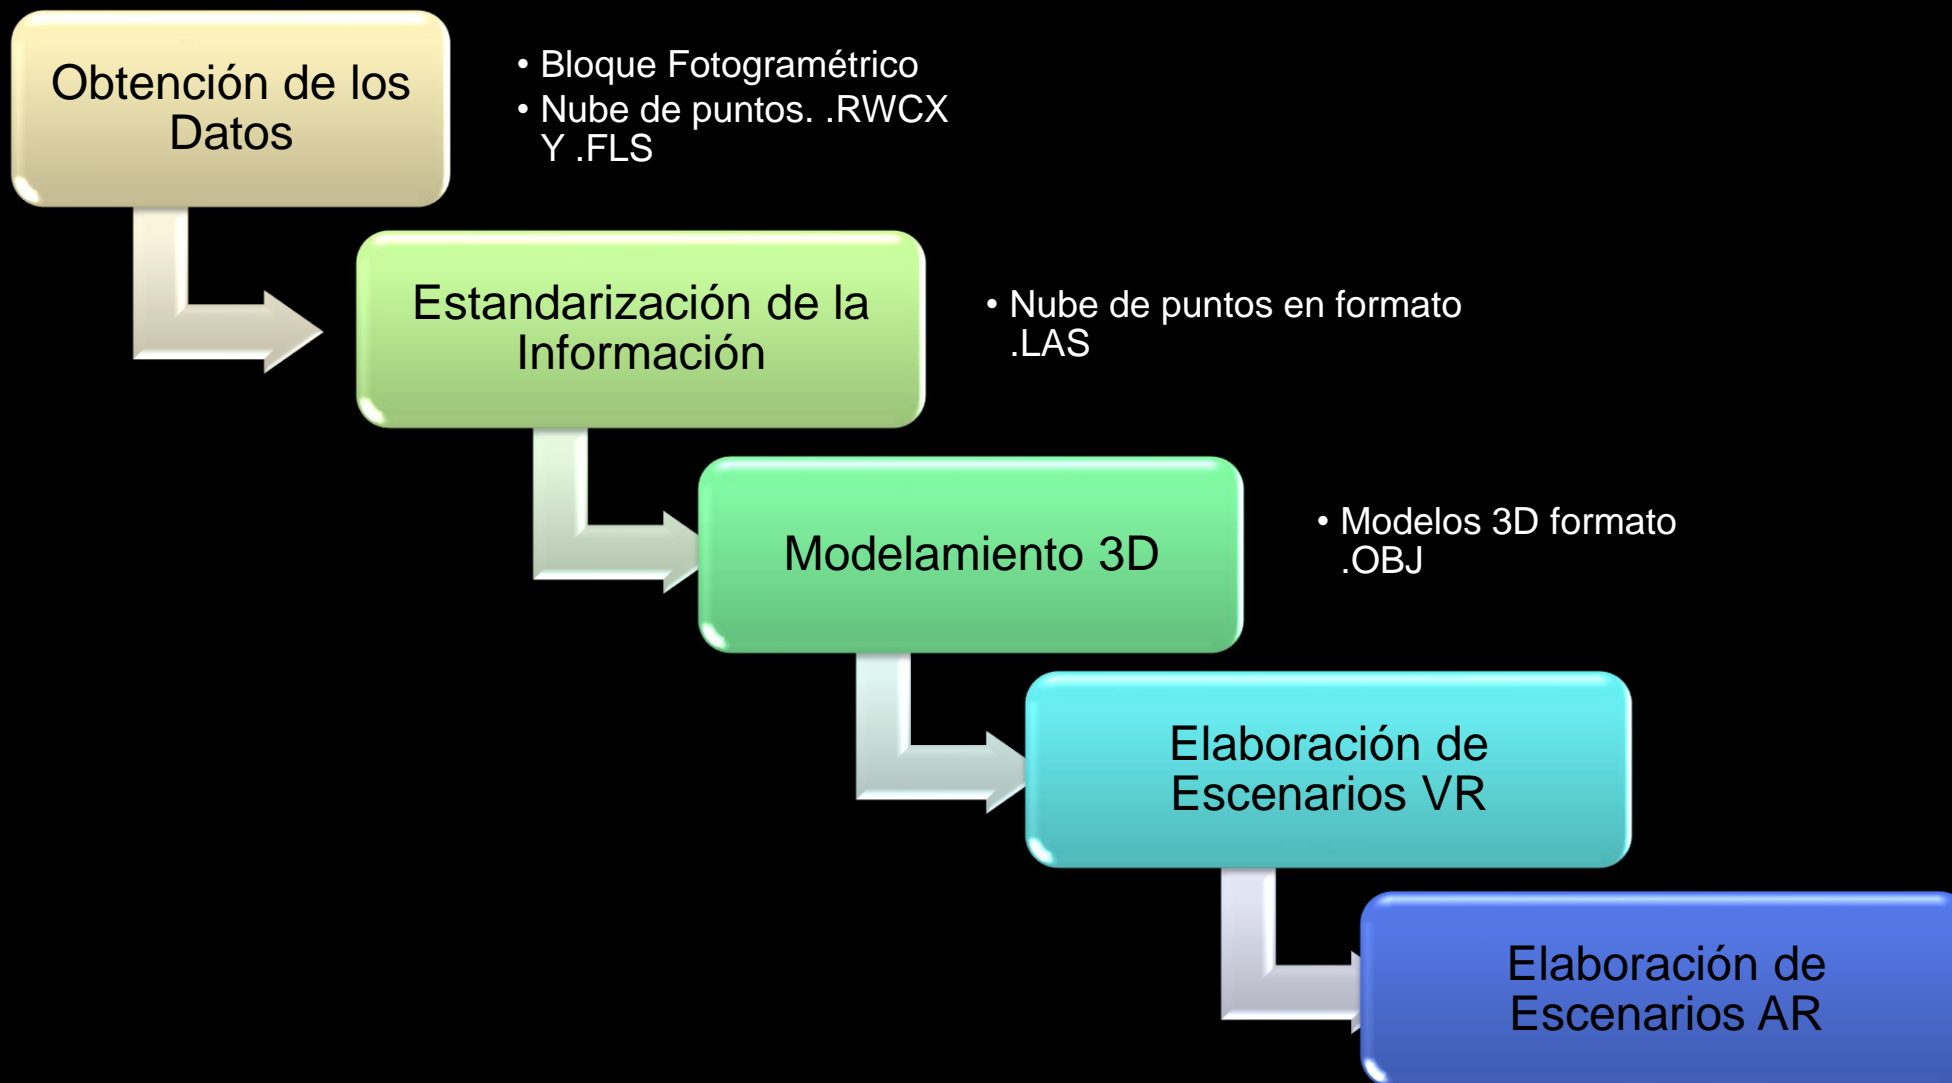 Obtención de los
Datos
• Bloque Fotogramétrico
• Nube de puntos. .RWCX
Y .FLS
Estandarización de la
Información
• Nube de puntos en formato
.LAS
Modelamiento 3D
• Modelos 3D formato
.OBJ
Elaboración de
Escenarios VR
Elaboración de
Escenarios AR